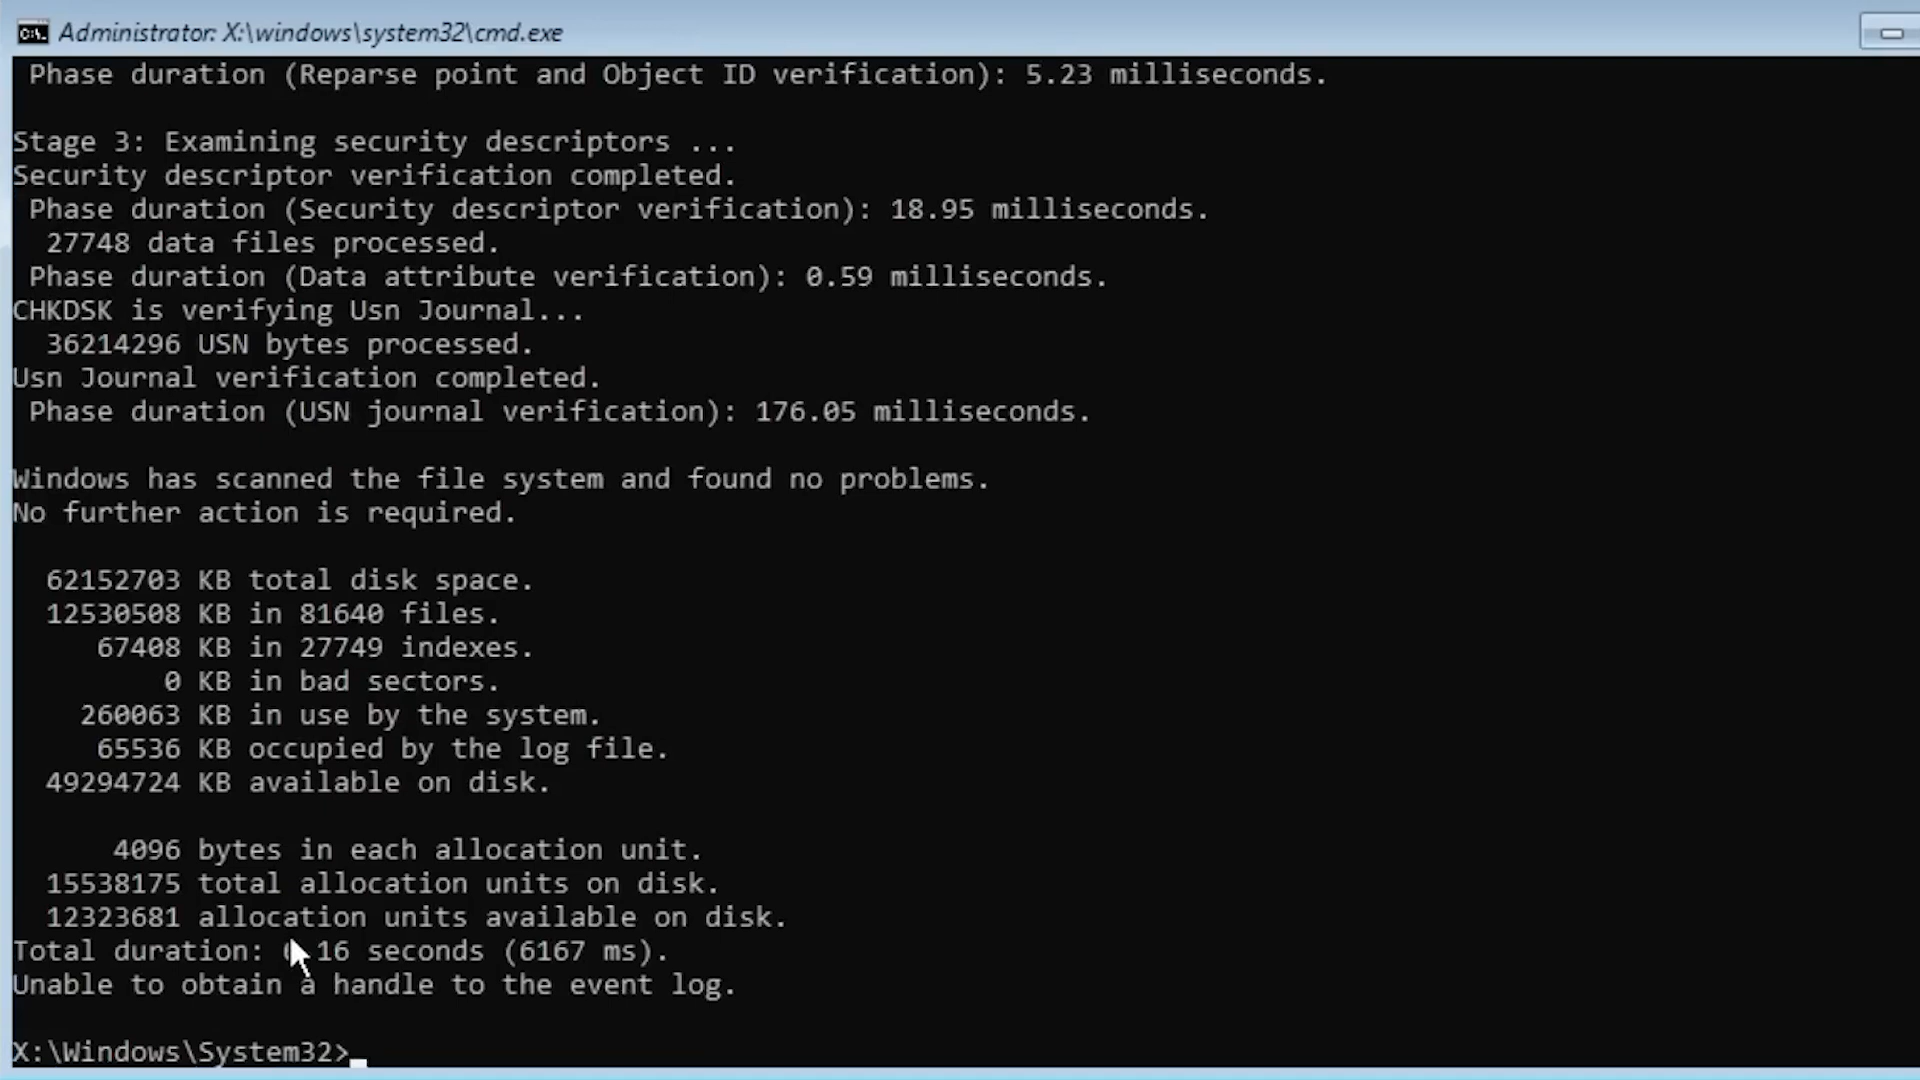 Administrator: X:\windows\system32\cmd.exe
Phase duration (Reparse point and Object ID verification): 5.23 milliseconds.
Stage 3: Examining security descriptors ...
Security descriptor verification completed.
Phase duration (Security descriptor verification): 18.95 milliseconds.
27748 data files processed.
Phase duration (Data attribute verification): 0.59 milliseconds.
CHKDSK is verifying Usn Journal...
36214296 USN bytes processed.
Usn Journal verification completed.
Phase duration (USN journal verification): 176.05 milliseconds.
Windows has scanned the file system and found no problems.
No further action is required.
62152703 KB total disk space.
12530508 KB in 81640 files.
67408 KB in 27749 indexes.
0 KB in bad sectors.
260063 KB in use by the system.
65536 KB occupied by the log file.
49294724 KB available on disk.
4096 bytes in each allocation unit.
15538175 total allocation units on disk.
12323681 allocation units available on disk.
Total duration: 16 seconds (6167 ms).
Unable to obtain a handle to the event log.
X:\Windows\System32>